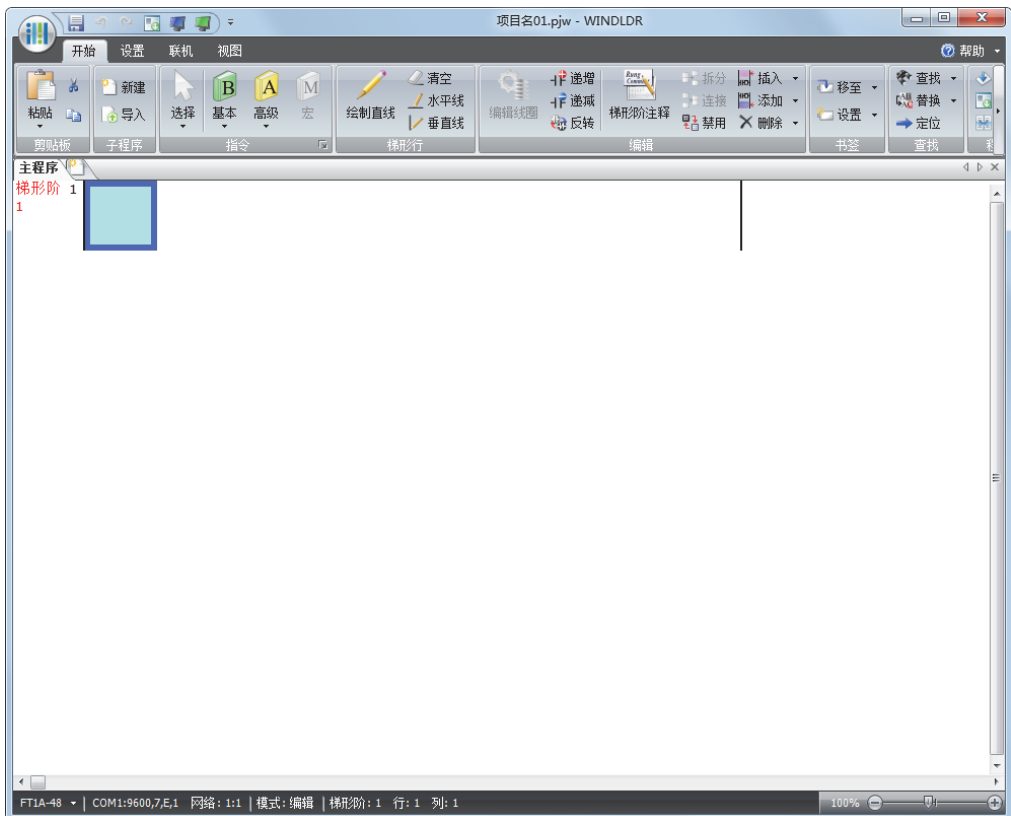 项目名01.pjw - WINDLDR
开始 设置 联机 视图 帮助
粘贴 新建 导入 选择 B 基本 A 高级 M 宏 绘制直线 清空 水平线 垂直线 编辑线圈 递增 递减 反转 Rung Comment 梯形阶注释 拆分 连接 禁用 插入 添加 删除 移至 设置 查找 替换 定位
剪贴板 子程序 指令 梯形行 编辑 书签 查找
主程序
梯形阶 1
1
FT1A-48 COM1:9600,7,E,1 网络: 1:1 模式: 编辑 梯形阶: 1 行: 1 列: 1 100%